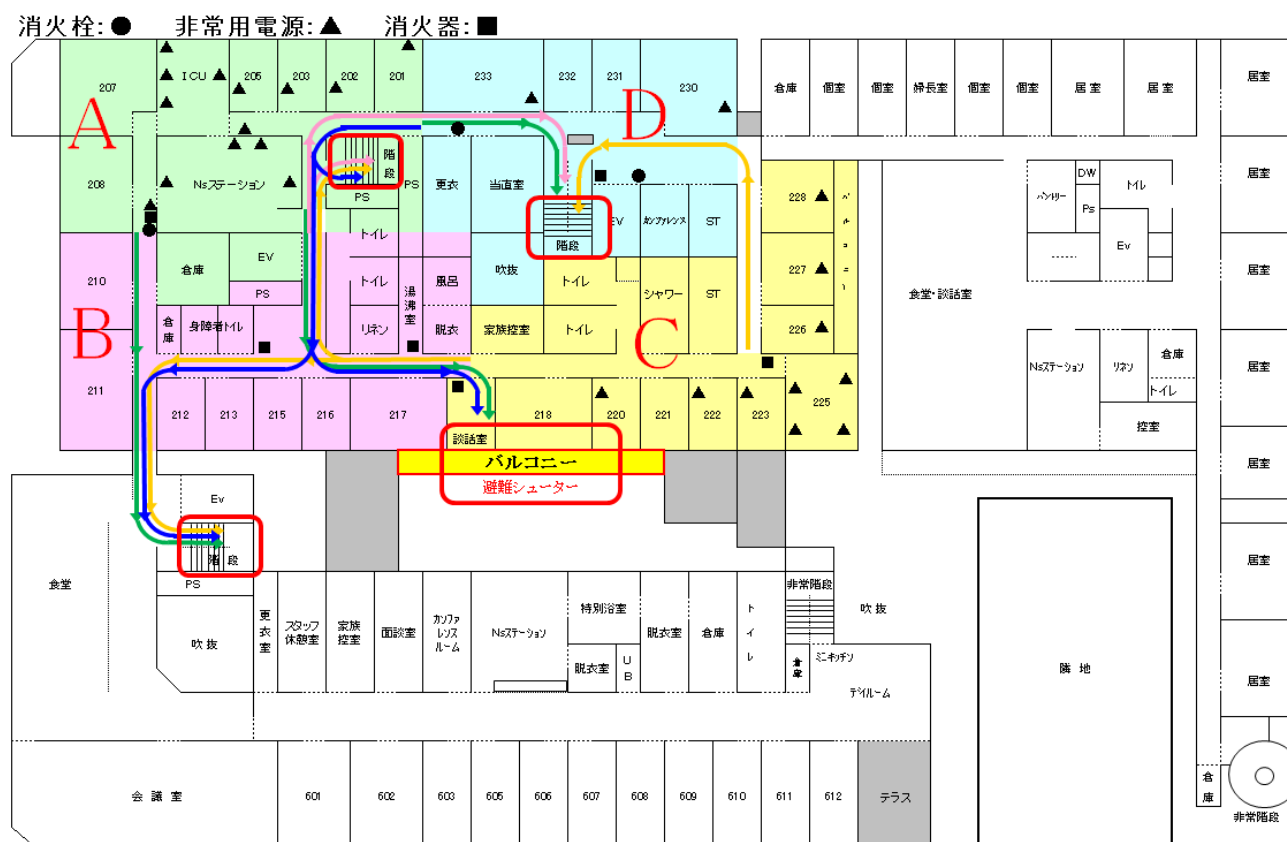 消火栓:● 非常用電源:▲ 消火器:■
207
ICU
205
203
202
201
233
232
231
230
倉庫
個室
個室
婦長室
個室
個室
居室
居室
居室
A
D
208
Nsステーション
階段
PS
PS
更衣
当直室
EV
カンファレンス
ST
階段
228
バルコニー
パントリー
DW
Ps
トイレ
Ev
居室
210
倉庫
EV
PS
トイレ
トイレ
湯沸室
風呂
吹抜
トイレ
シャワー
ST
227
食堂・談話室
居室
B
倉庫
身障者トイレ
リネン
脱衣
家族控室
トイレ
C
226
居室
211
212
213
215
216
217
談話室
218
220
221
222
223
225
Nsステーション
リネン
倉庫
トイレ
控室
居室
バルコニー
避難シューター
居室
Ev
階段
PS
食堂
吹抜
更衣室
スタッフ休憩室
家族控室
面談室
カンファレンスルーム
Nsステーション
特別浴室
脱衣室
UB
脱衣室
倉庫
トイレ
非常階段
倉庫
吹抜
ミニキッチン
デイルーム
隣地
居室
居室
会議室
601
602
603
605
606
607
608
609
610
611
612
テラス
倉庫
非常階段